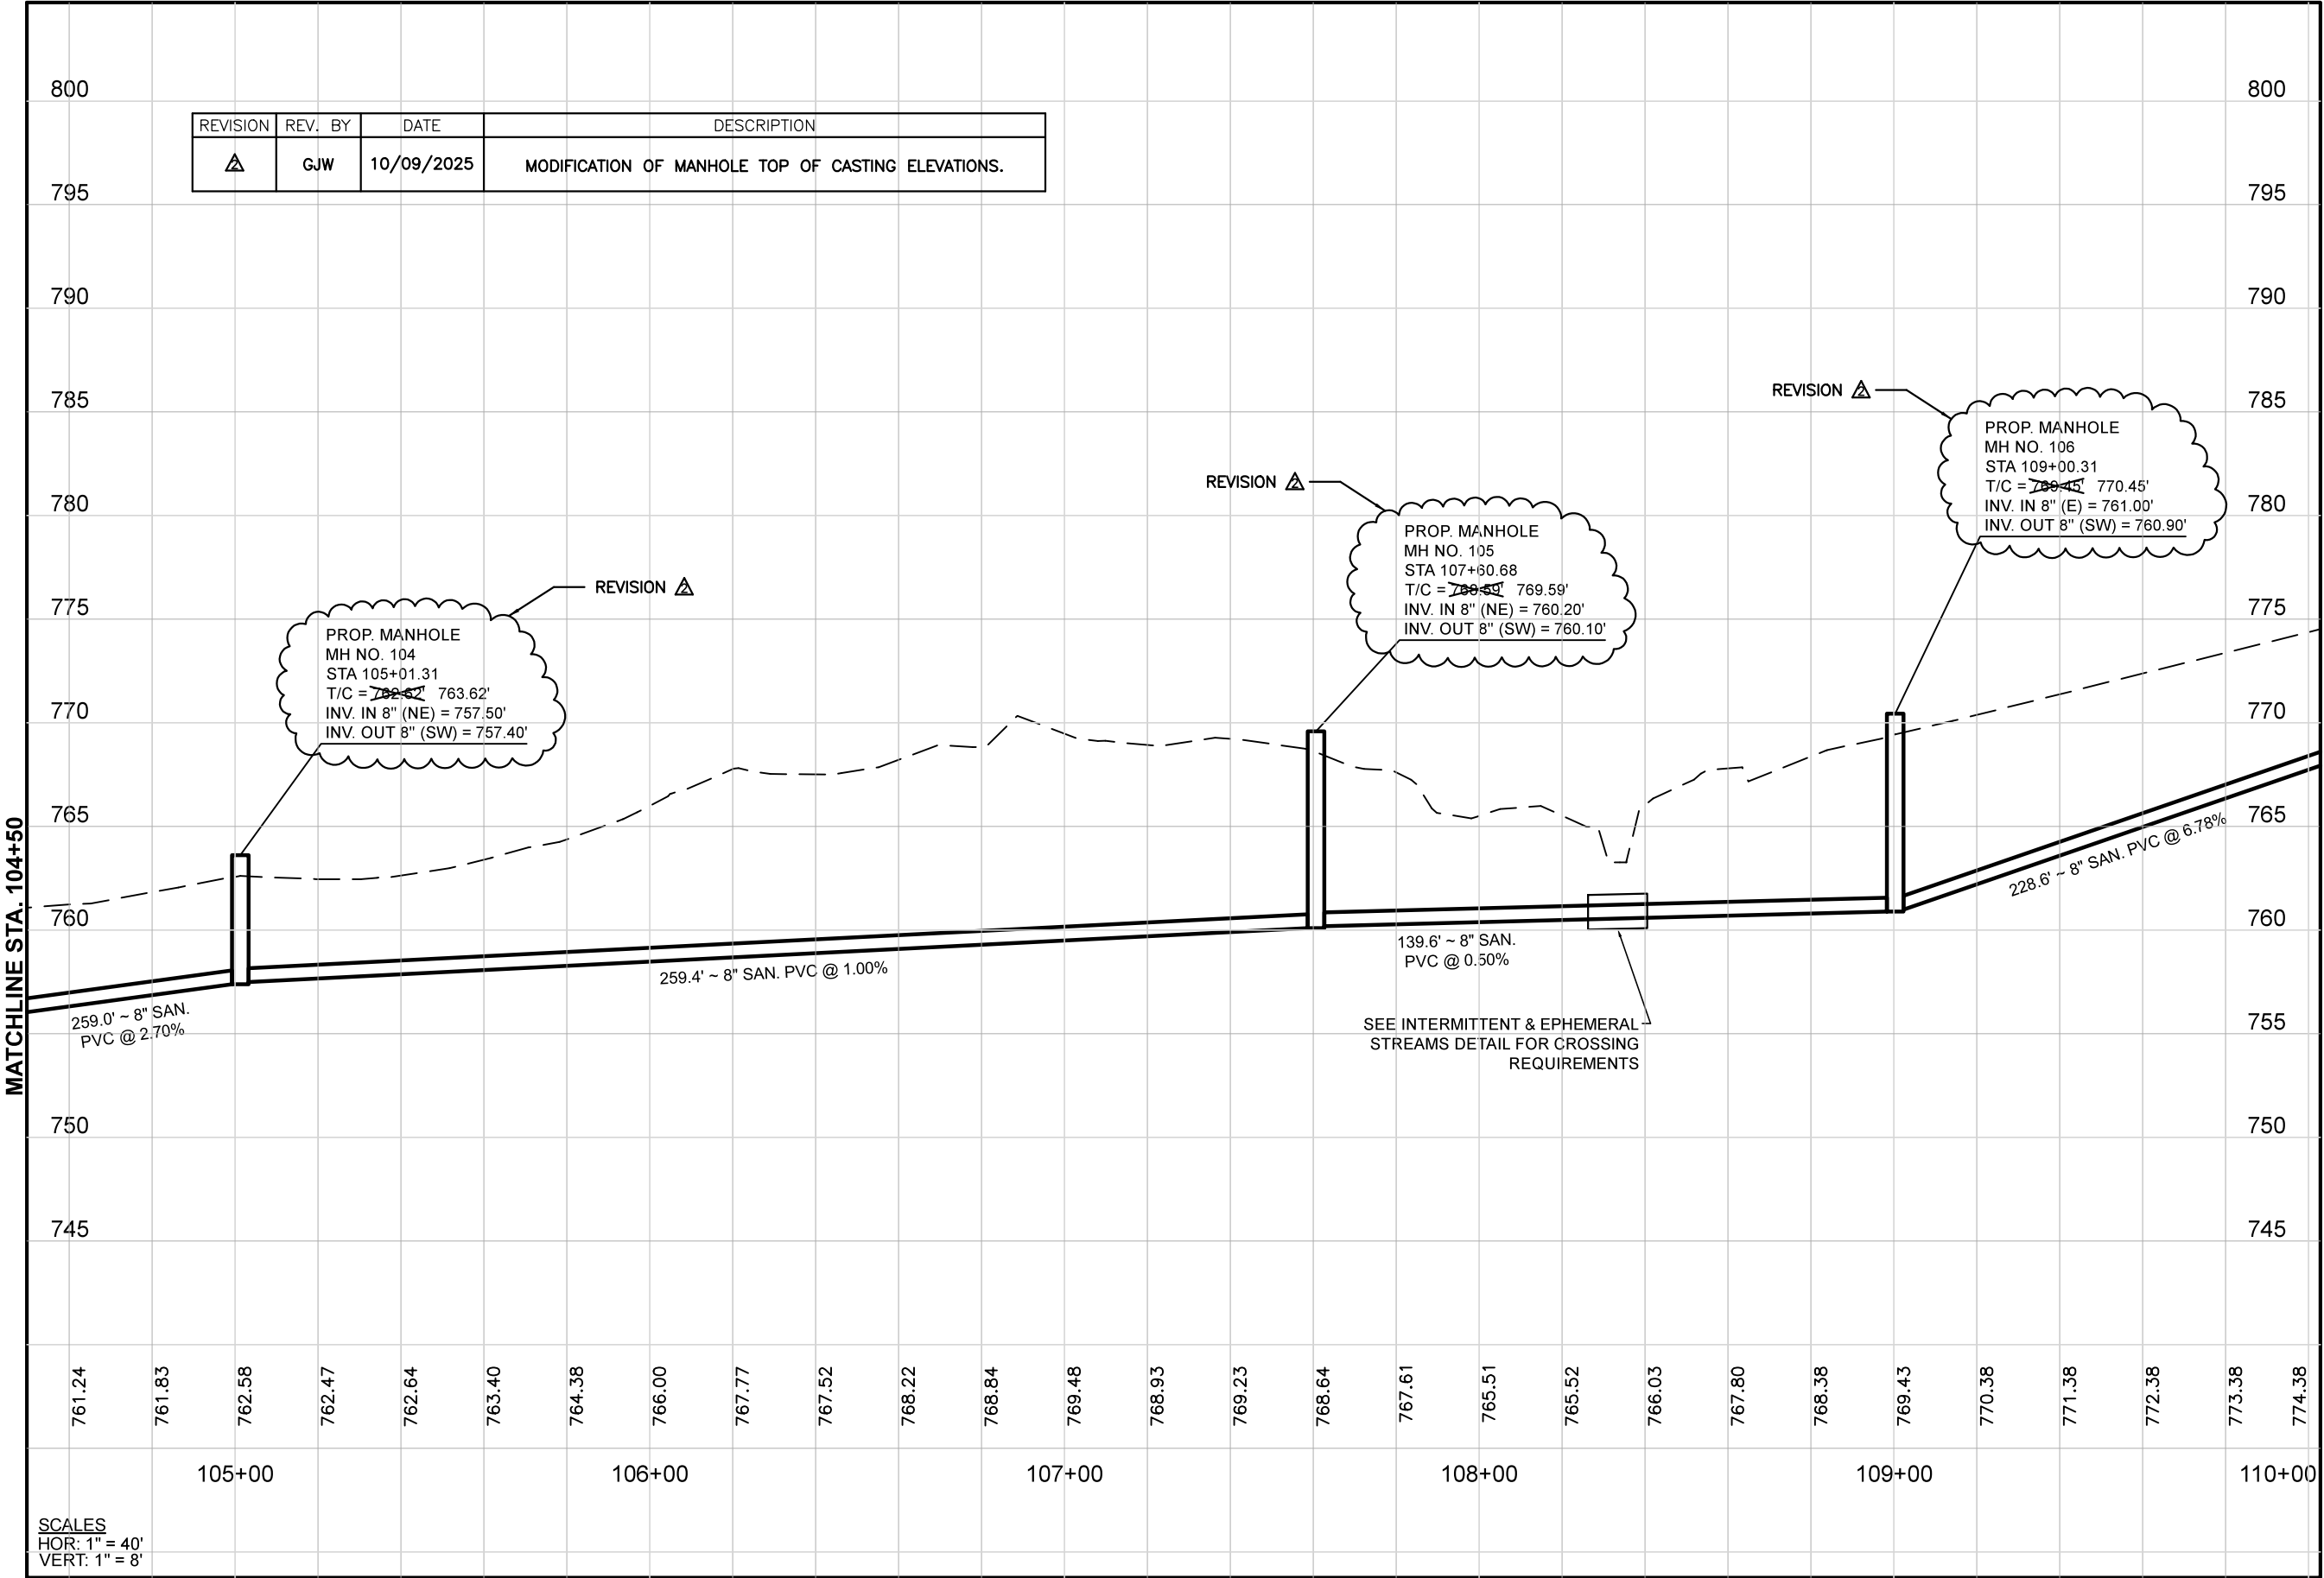 800
800
REVISION REV. BY DATE DESCRIPTION
2 GJW 10/09/2025 MODIFICATION OF MANHOLE TOP OF CASTING ELEVATIONS.
795
795
790
790
785
785
REVISION 2
PROP. MANHOLE
MH NO. 106
STA 109+00.31
T/C = 769.45' 770.45'
INV. IN 8" (E) = 761.00'
INV. OUT 8" (SW) = 760.90'
780
780
REVISION 2
PROP. MANHOLE
MH NO. 105
STA 107+60.68
T/C = 768.59' 769.59'
INV. IN 8" (NE) = 760.20'
INV. OUT 8" (SW) = 760.10'
775
775
REVISION 2
PROP. MANHOLE
MH NO. 104
STA 105+01.31
T/C = 762.62' 763.62'
INV. IN 8" (NE) = 757.50'
INV. OUT 8" (SW) = 757.40'
770
770
765
765
MATCHLINE STA. 104+50
760
760
259.0' ~ 8" SAN.
PVC @ 2.70%
259.4' ~ 8" SAN. PVC @ 1.00%
139.6' ~ 8" SAN.
PVC @ 0.50%
228.6' ~ 8" SAN. PVC @ 6.78%
SEE INTERMITTENT & EPHEMERAL
STREAMS DETAIL FOR CROSSING
REQUIREMENTS
755
750
750
745
745
761.24
761.83
762.58
762.47
762.64
763.40
764.38
766.00
767.77
767.52
768.22
768.84
769.48
768.93
769.23
768.64
767.61
765.51
765.52
766.03
767.80
768.38
769.43
770.38
771.38
772.38
773.38
774.38
105+00
106+00
107+00
108+00
109+00
110+00
SCALES
HOR: 1" = 40'
VERT: 1" = 8'